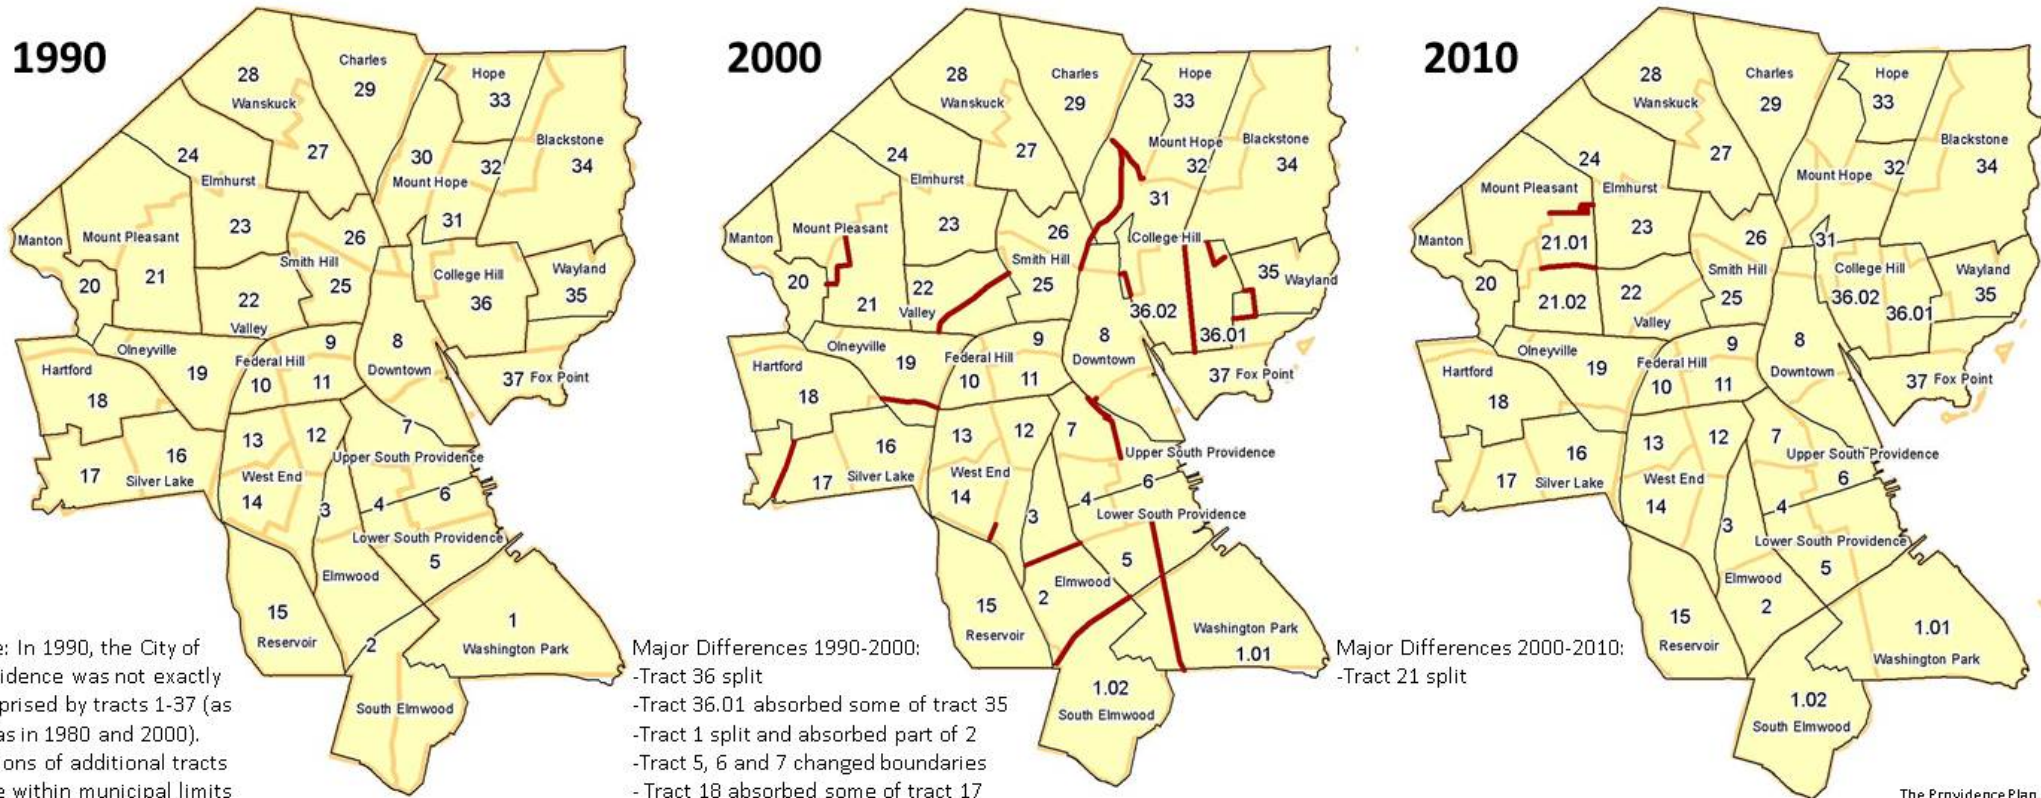 1990
28
Wanskuck
Charles
29
Hope
33
Blackstone
34
24
Elmhurst
27
30
Mount Hope
32
31
23
26
Manton
Mount Pleasant
20
21
Smith Hill
25
College Hill
36
Wayland
35
22
Valley
9
8
Olneyville
Federal Hill
Hartford
19
10
11
Downtown
37 Fox Point
18
7
13
12
16
Upper South Providence
17
Silver Lake
West End
14
3
4
6
Lower South Providence
5
Elmwood
15
Reservoir
2
1
Washington Park
South Elmwood
: In 1990, the City of
idence was not exactly
prised by tracts 1-37 (as
as in 1980 and 2000).
ions of additional tracts
within municipal limits
2000
28
Wanskuck
Charles
29
Hope
33
Mount Hope
Blackstone
32
34
24
Elmhurst
27
31
23
26
Manton
Mount Pleasant
College Hill
Smith Hill
20
21
22
Valley
25
35 Wayland
36.02
36.01
8
9
Downtown
Olneyville
19
Federal Hill
Hartford
10
11
37 Fox Point
18
13
12
7
16
Upper South Providence
17
Silver Lake
West End
14
3
4
6
Lower South Providence
5
Elmwood
2
15
Reservoir
Washington Park
1.01
1.02
South Elmwood
Major Differences 1990-2000:
-Tract 36 split
-Tract 36.01 absorbed some of tract 35
-Tract 1 split and absorbed part of 2
-Tract 5, 6 and 7 changed boundaries
- Tract 18 absorbed some of tract 17
2010
28
Wanskuck
Charles
29
Hope
33
Blackstone
34
24
Mount Pleasant
Elmhurst
27
Mount Hope
32
23
26
31
Manton
21.01
20
21.02
22
Valley
Smith Hill
25
College Hill
36.02
36.01
Wayland
35
9
8
Olneyville
Federal Hill
Hartford
19
10
11
Downtown
37 Fox Point
18
13
12
7
16
Upper South Providence
17
Silver Lake
West End
14
3
4
6
Lower South Providence
5
Elmwood
2
15
Reservoir
1.01
Washington Park
1.02
South Elmwood
Major Differences 2000-2010:
-Tract 21 split
The Providence Plan